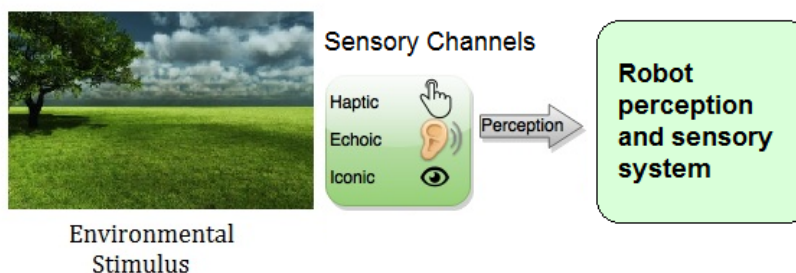 Environmental
Stimulus
Sensory Channels
Haptic
Echoic
Iconic
Perception
Robot
perception
and sensory
system